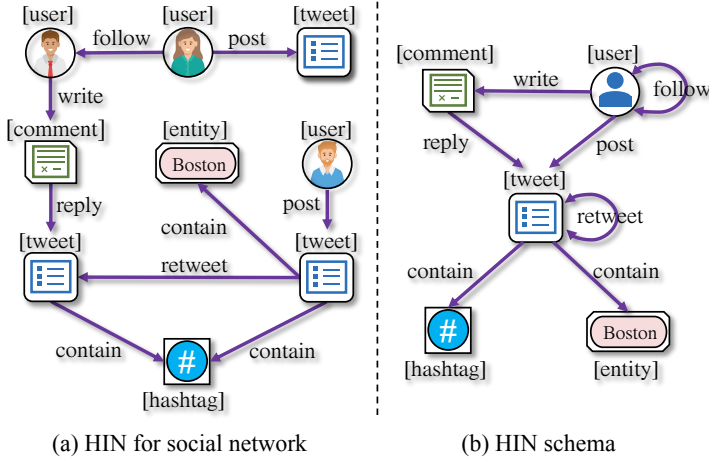 [user]
[user]
[tweet]
follow
post
write
[comment]
[entity]
[user]
Boston
reply
contain
post
[tweet]
[tweet]
retweet
contain
contain
#
[hashtag]
(a) HIN for social network
[comment]
[user]
write
follow
reply
post
[tweet]
retweet
contain
contain
#
Boston
[hashtag]
[entity]
(b) HIN schema